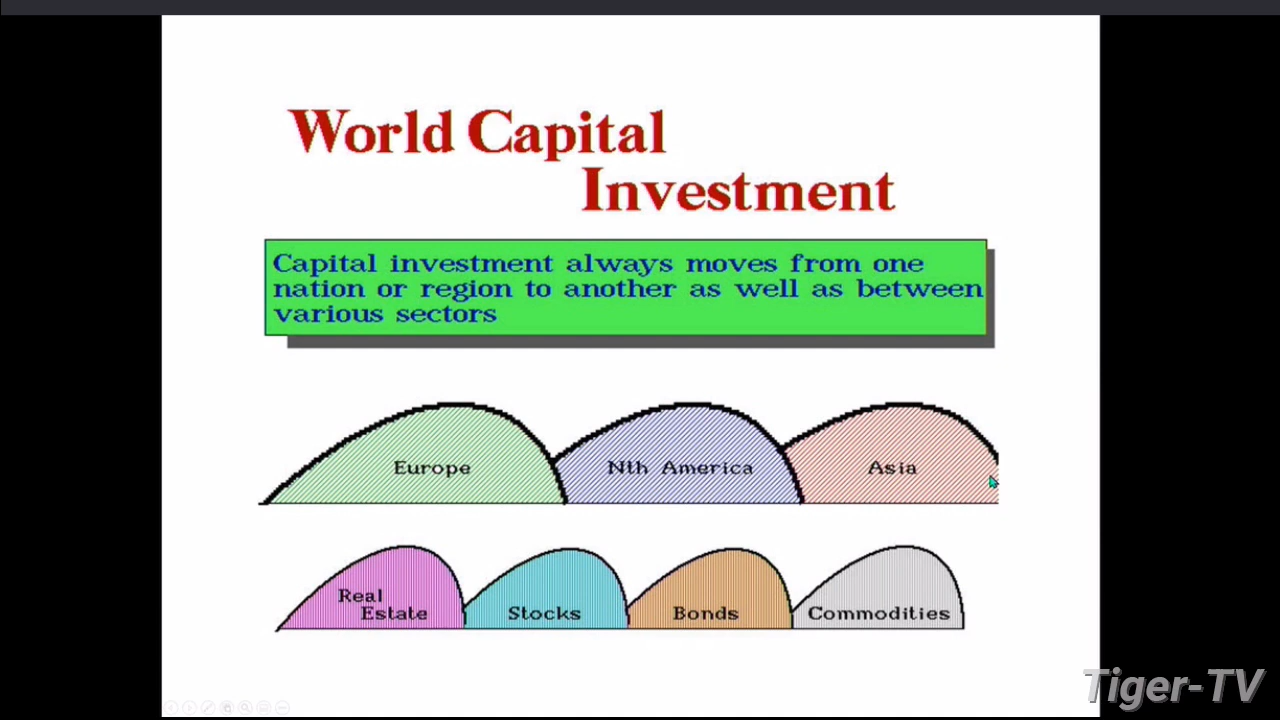 World Capital
Investment
Capital investment always moves from one
nation or region to another as well as between
various sectors
Europe
Nth America
Asia
Real
Estate
Stocks
Bonds
Commodities
Tiger-TV